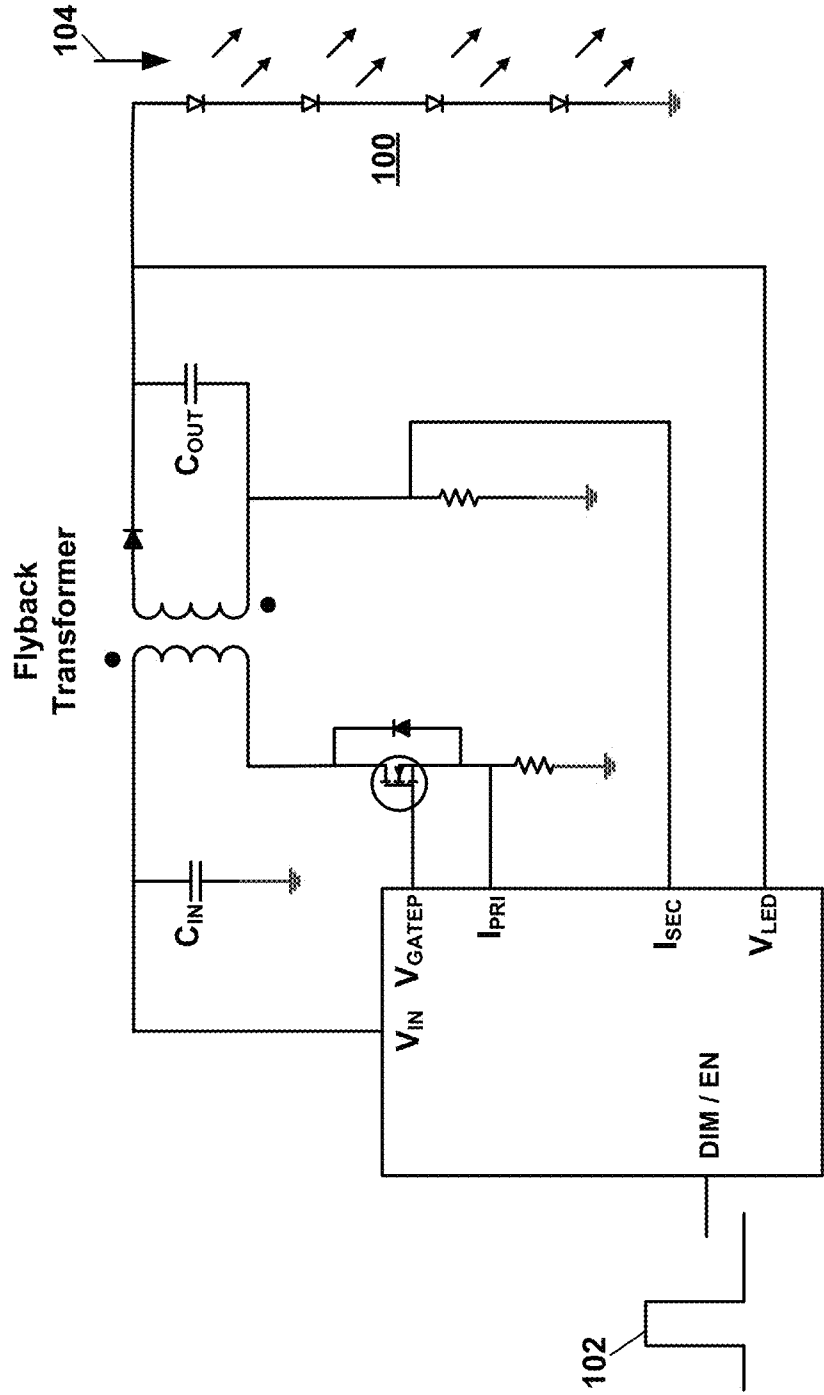 Flyback
Transformer
104
100
C_OUT
C_IN
V_IN
V_GATEP
I_PRI
I_SEC
V_LED
DIM / EN
102